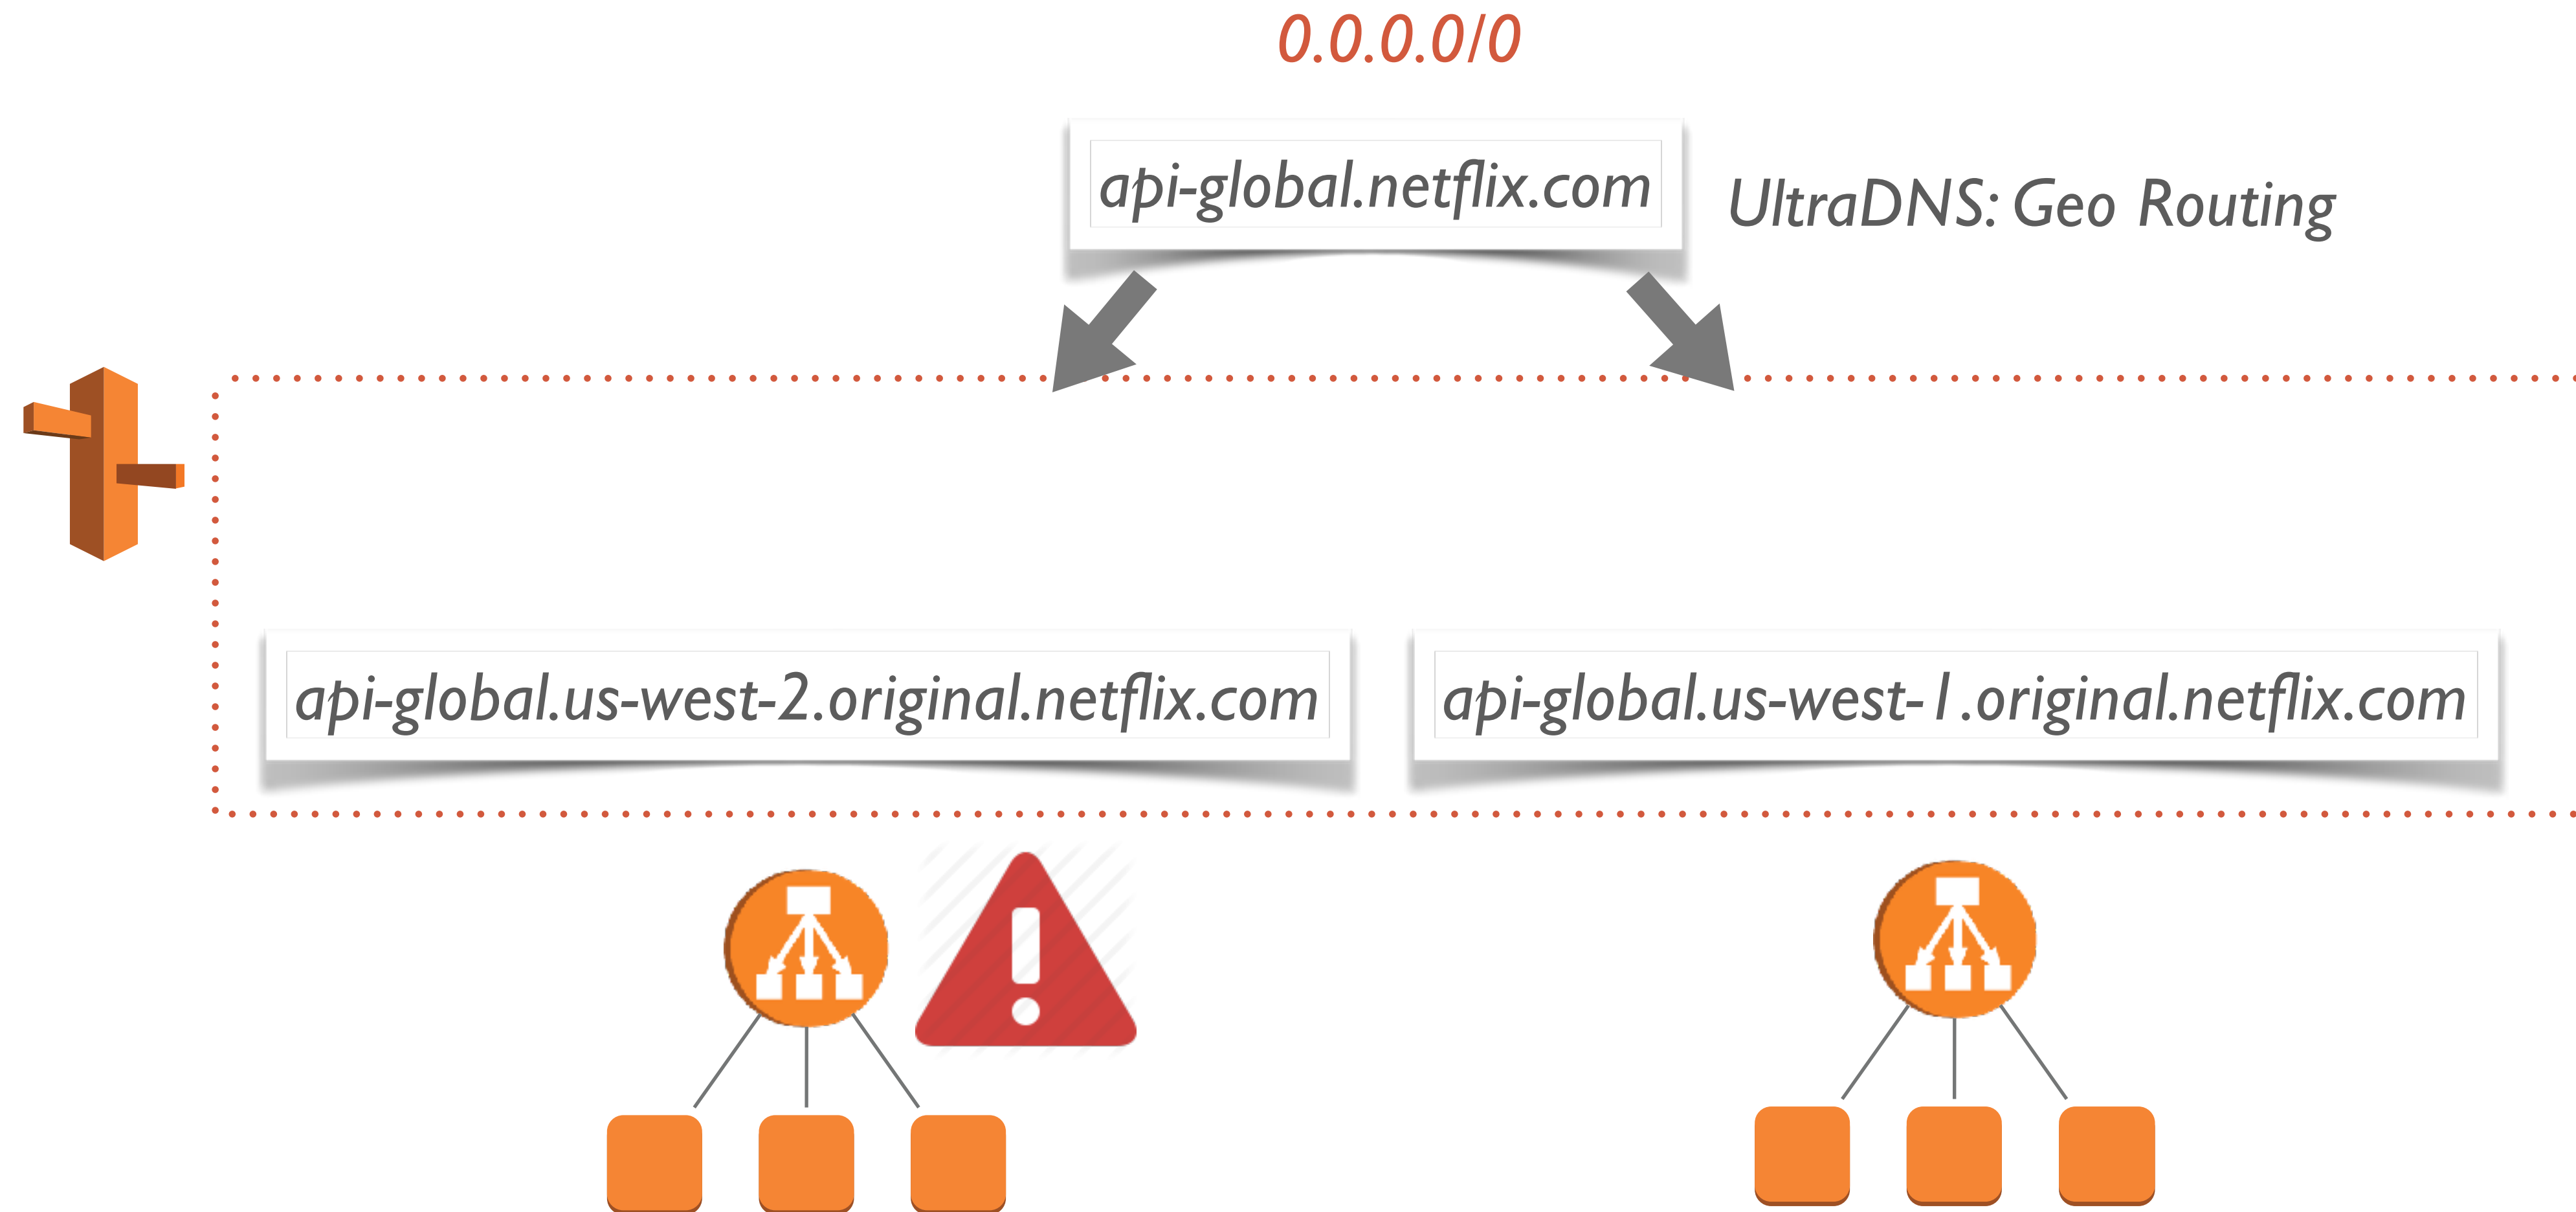 0.0.0.0/0
api-global.netflix.com
UltraDNS: Geo Routing
api-global.us-west-2.original.netflix.com
api-global.us-west-1.original.netflix.com